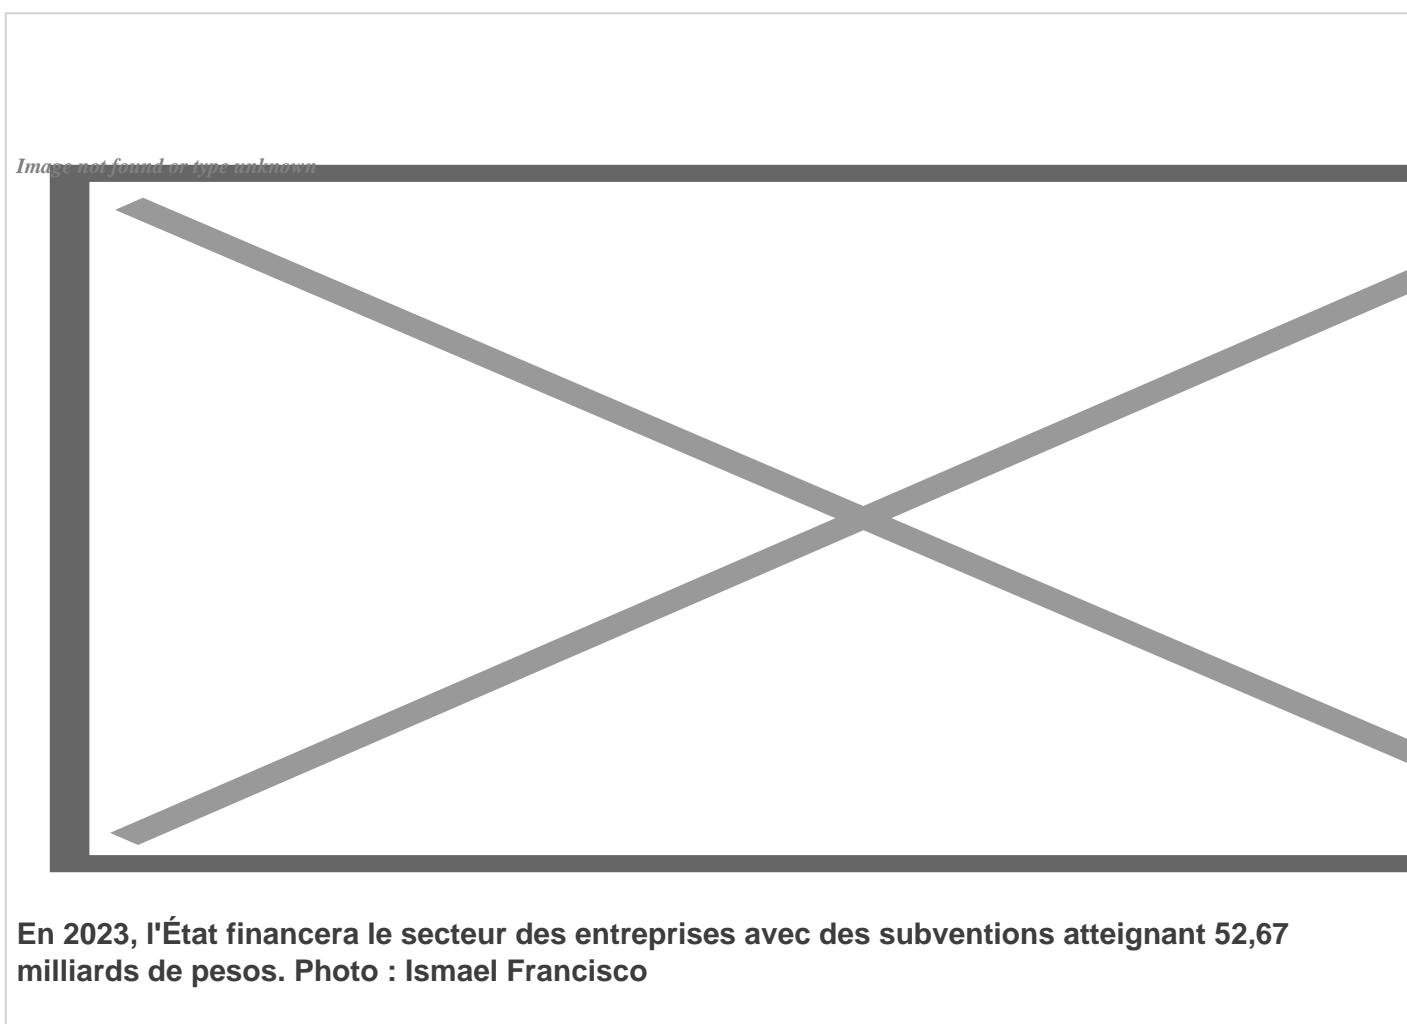 Image not found or type unknown
En 2023, l'État financera le secteur des entreprises avec des subventions atteignant 52,67
milliards de pesos. Photo : Ismael Francisco